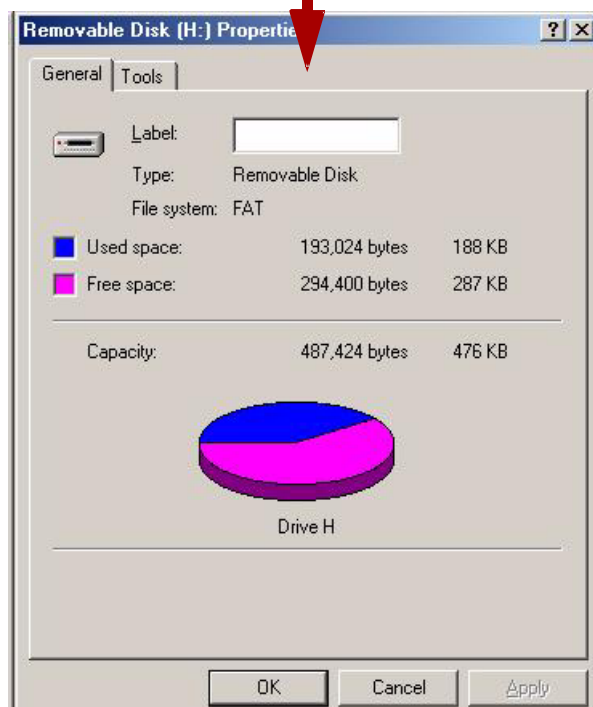 Removable Disk (H:) Properti
General Tools
Label:
Type: Removable Disk
File system: FAT
Used space: 193,024 bytes 188 KB
Free space: 294,400 bytes 287 KB
Capacity: 487,424 bytes 476 KB
Drive H
OK Cancel Apply